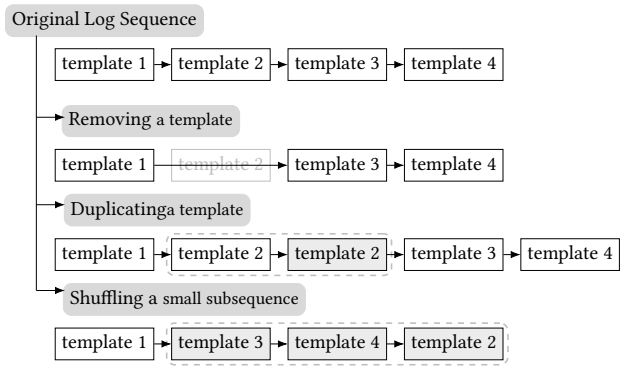 Original Log Sequence
template 1 template 2 template 3 template 4
Removing a template
template 1 template 2 template 3 template 4
Duplicatinga template
template 1 template 2 template 2 template 3 template 4
Shuffling a small subsequence
template 1 template 3 template 4 template 2